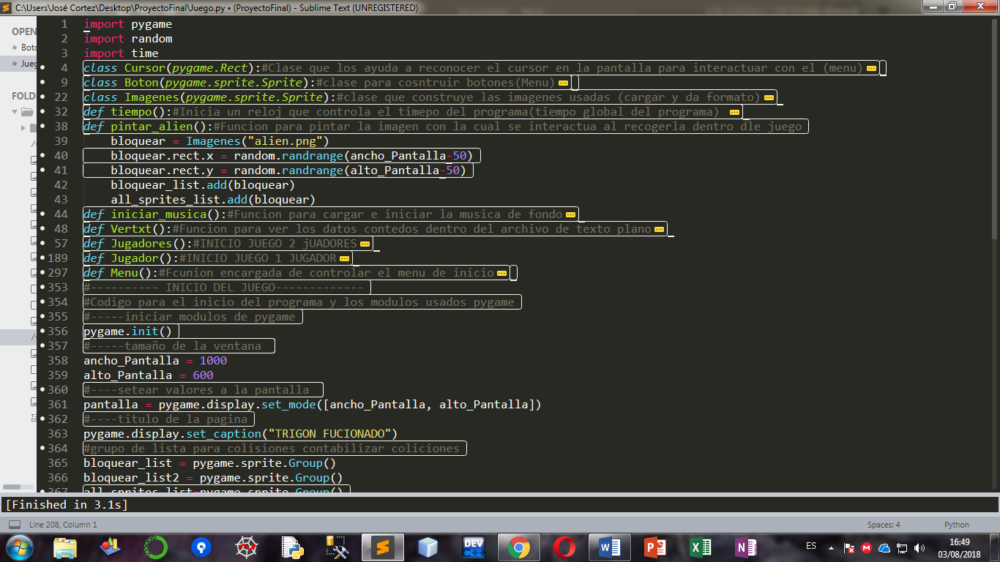 C:\Users\José Cortez\Desktop\ProyectoFinal\Juego.py • (ProyectoFinal) - Sublime Text (UNREGISTERED)
OPEN
Boto
Jueg
FOLD
1 import pygame
2 import random
3 import time
4 class Cursor(pygame.Rect):#Clase que los ayuda a reconocer el cursor en la pantalla para interactuar con el (menu)
9 class Boton(pygame.sprite.Sprite):#clase para cosntruir botones(Menu)
22 class Imagenes(pygame.sprite.Sprite):#clase que construye las imagenes usadas (cargar y da formato)
32 def tiempo():#Inicia un reloj que controla el timepo del programa(tiempo global del programa)
38 def pintar_alien():#Funcion para pintar la imagen con la cual se interactua al recogerla dentro dle juego
39 bloquear = Imagenes("alien.png")
40 bloquear.rect.x = random.randrange(ancho_Pantalla-50)
41 bloquear.rect.y = random.randrange(alto_Pantalla-50)
42 bloquear_list.add(bloquear)
43 all_sprites_list.add(bloquear)
44 def iniciar_musica():#Funcion para cargar e iniciar la musica de fondo
48 def Vertxt():#Funcion para ver los datos contedos dentro del archivo de texto plano
57 def Jugadores():#INICIO JUEGO 2 jUADORES
189 def Jugador():#INICIO JUEGO 1 JUGADOR
297 def Menu():#Fcunion encargada de controlar el menu de inicio
353 #---------- INICIO DEL JUEGO-------------
354 #Codigo para el inicio del programa y los modulos usados pygame
355 #-----iniciar modulos de pygame
356 pygame.init()
357 #-----tamaño de la ventana
358 ancho_Pantalla = 1000
359 alto_Pantalla = 600
360 #----setear valores a la pantalla
361 pantalla = pygame.display.set_mode([ancho_Pantalla, alto_Pantalla])
362 #----titulo de la pagina
363 pygame.display.set_caption("TRIGON FUCIONADO")
364 #grupo de lista para colisiones contabilizar coliciones
365 bloquear_list = pygame.sprite.Group()
366 bloquear_list2 = pygame.sprite.Group()
367 all_sprites_list=pygame.sprite.Group()
[Finished in 3.1s]
Line 208, Column 1
Spaces: 4
Python
DEV C++
ES
16:49
03/08/2018